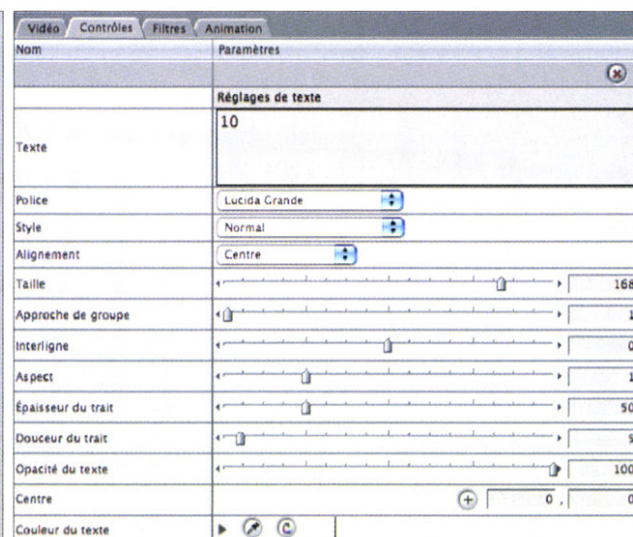 Vidéo Contrôles Filtres Animation
Nom Paramètres
Réglages de texte
Texte 10
Police Lucida Grande
Style Normal
Alignement Centre
Taille 168
Approche de groupe 1
Interligne 0
Aspect 1
Épaisseur du trait 50
Douceur du trait 5
Opacité du texte 100
Centre 0 , 0
Couleur du texte